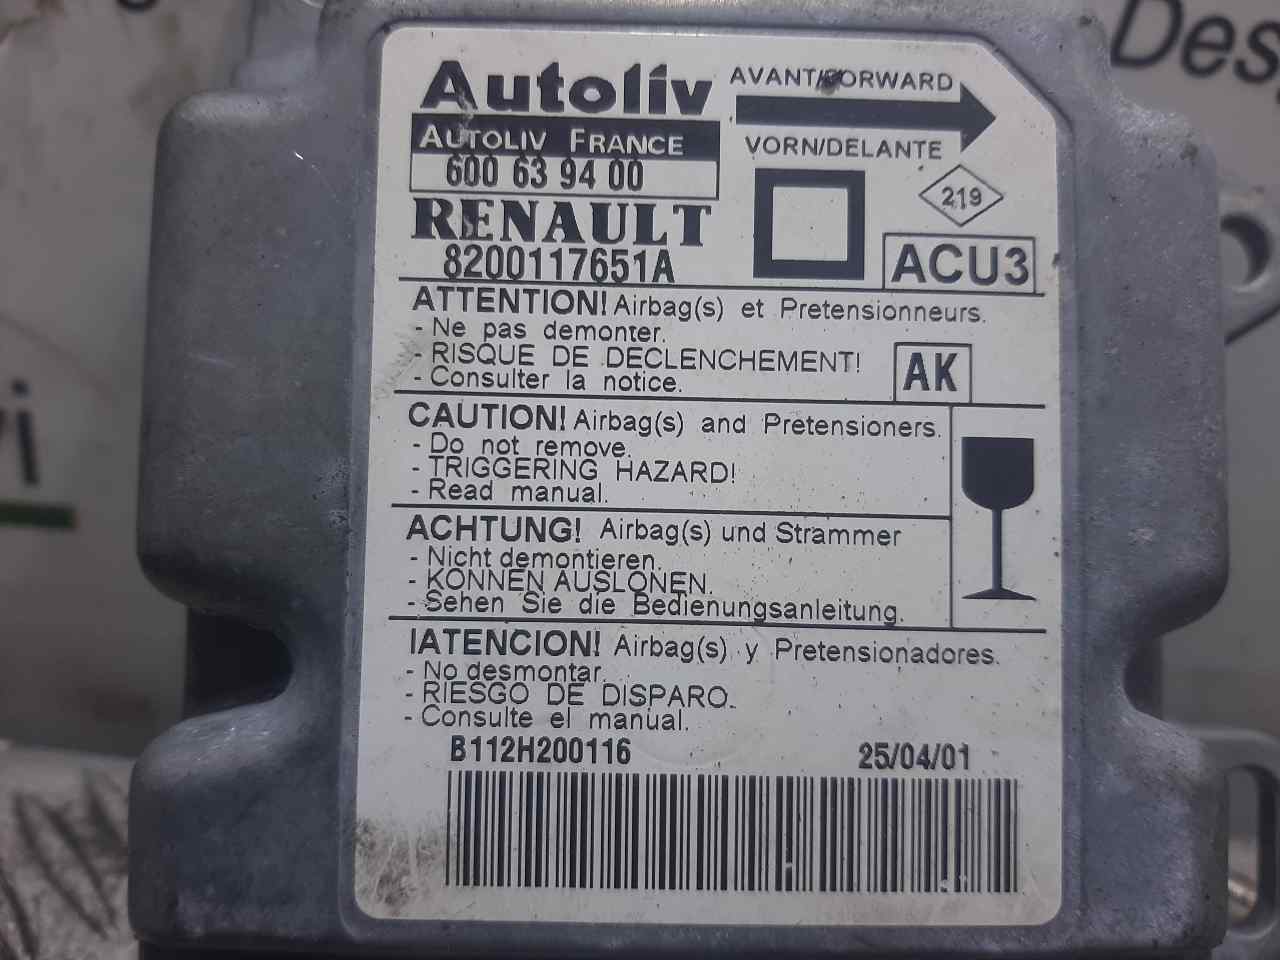 Des
Autoliv
AVANT/FORWARD
AUTOLIV FRANCE
VORN/DELANTE
600 63 94 00
219
RENAULT
8200117651A
ACU3
ATTENTION! Airbag(s) et Pretensionneurs.
- Ne pas demonter.
- RISQUE DE DECLENCHEMENT!
- Consulter la notice.
AK
CAUTION! Airbag(s) and Pretensioners.
- Do not remove.
- TRIGGERING HAZARD!
- Read manual.
ACHTUNG! Airbag(s) und Strammer
- Nicht demontieren.
- KONNEN AUSLONEN.
- Sehen Sie die Bedienungsanleitung.
IATENCION! Airbag(s) y Pretensionadores.
- No desmontar.
- RIESGO DE DISPARO.
- Consulte el manual.
B112H200116
25/04/01